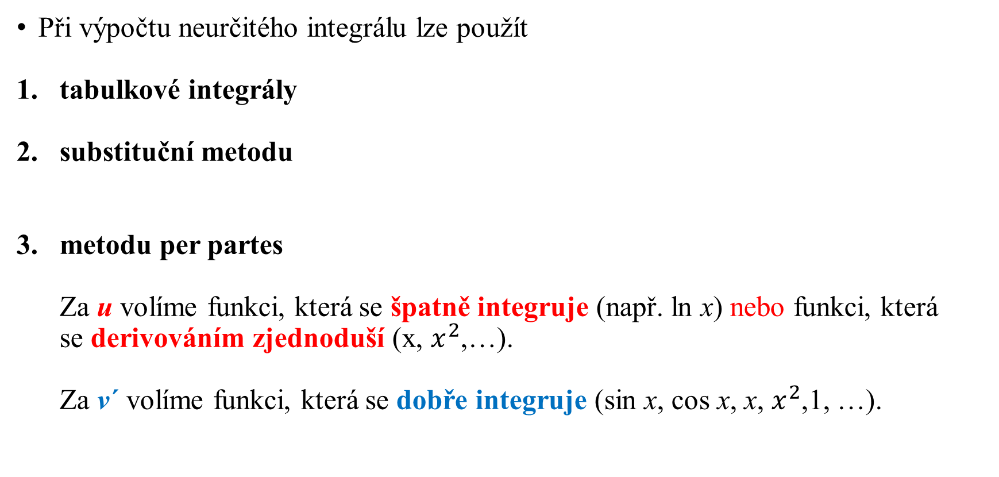 • Při výpočtu neurčitého integrálu lze použít
1. tabulkové integrály
2. substituční metodu
3. metodu per partes
Za u volíme funkci, která se špatně integruje (např. ln x) nebo funkci, která
se derivováním zjednoduší (x, x²,…).
Za v´ volíme funkci, která se dobře integruje (sin x, cos x, x, x²,1, …).